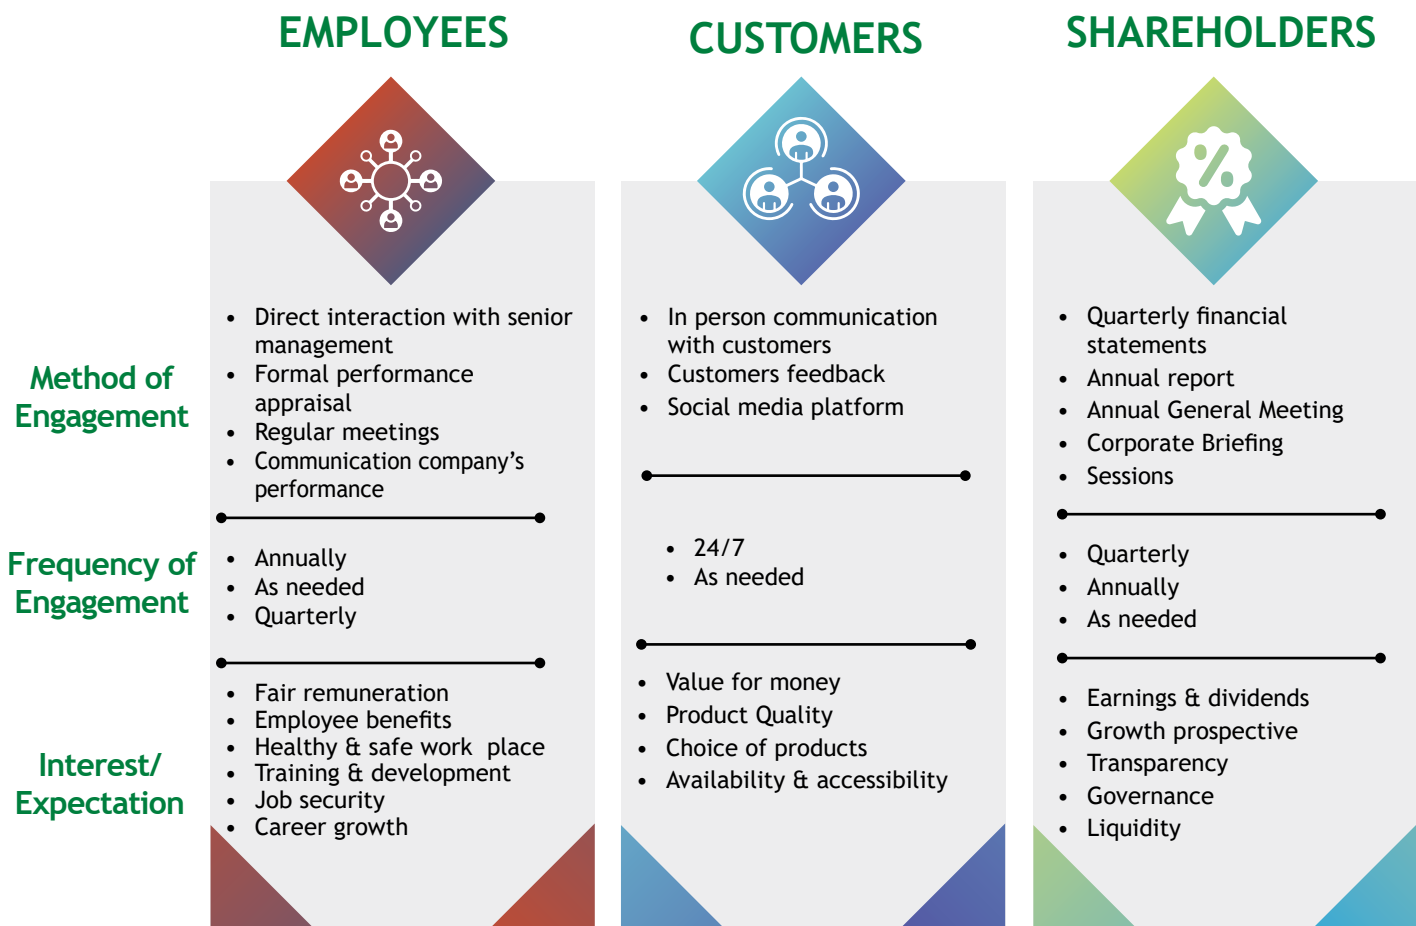 EMPLOYEES
CUSTOMERS
SHAREHOLDERS
Method of
Engagement
• Direct interaction with senior
management
• Formal performance
appraisal
• Regular meetings
• Communication company’s
performance
• In person communication
with customers
• Customers feedback
• Social media platform
• Quarterly financial
statements
• Annual report
• Annual General Meeting
• Corporate Briefing
• Sessions
Frequency of
Engagement
• Annually
• As needed
• Quarterly
• 24/7
• As needed
• Quarterly
• Annually
• As needed
Interest/
Expectation
• Fair remuneration
• Employee benefits
• Healthy & safe work  place
• Training & development
• Job security
• Career growth
• Value for money
• Product Quality
• Choice of products
• Availability & accessibility
• Earnings & dividends
• Growth prospective
• Transparency
• Governance
• Liquidity